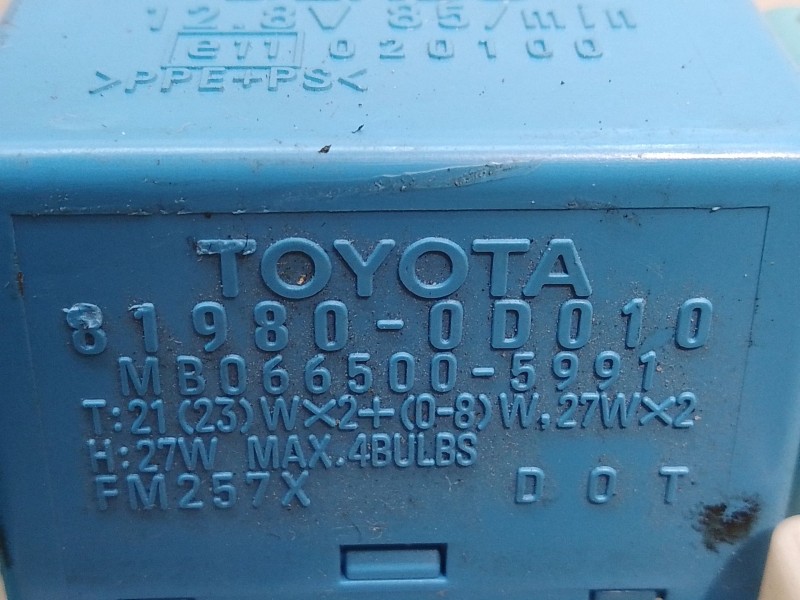 12.8V 85/min
e11 020100
>PPE+PS<
TOYOTA
81980-0D010
MB066500-5991
T:21(23)W×2+(0-8)W,27W×2
H:27W MAX.4BULBS
FM257X DOT